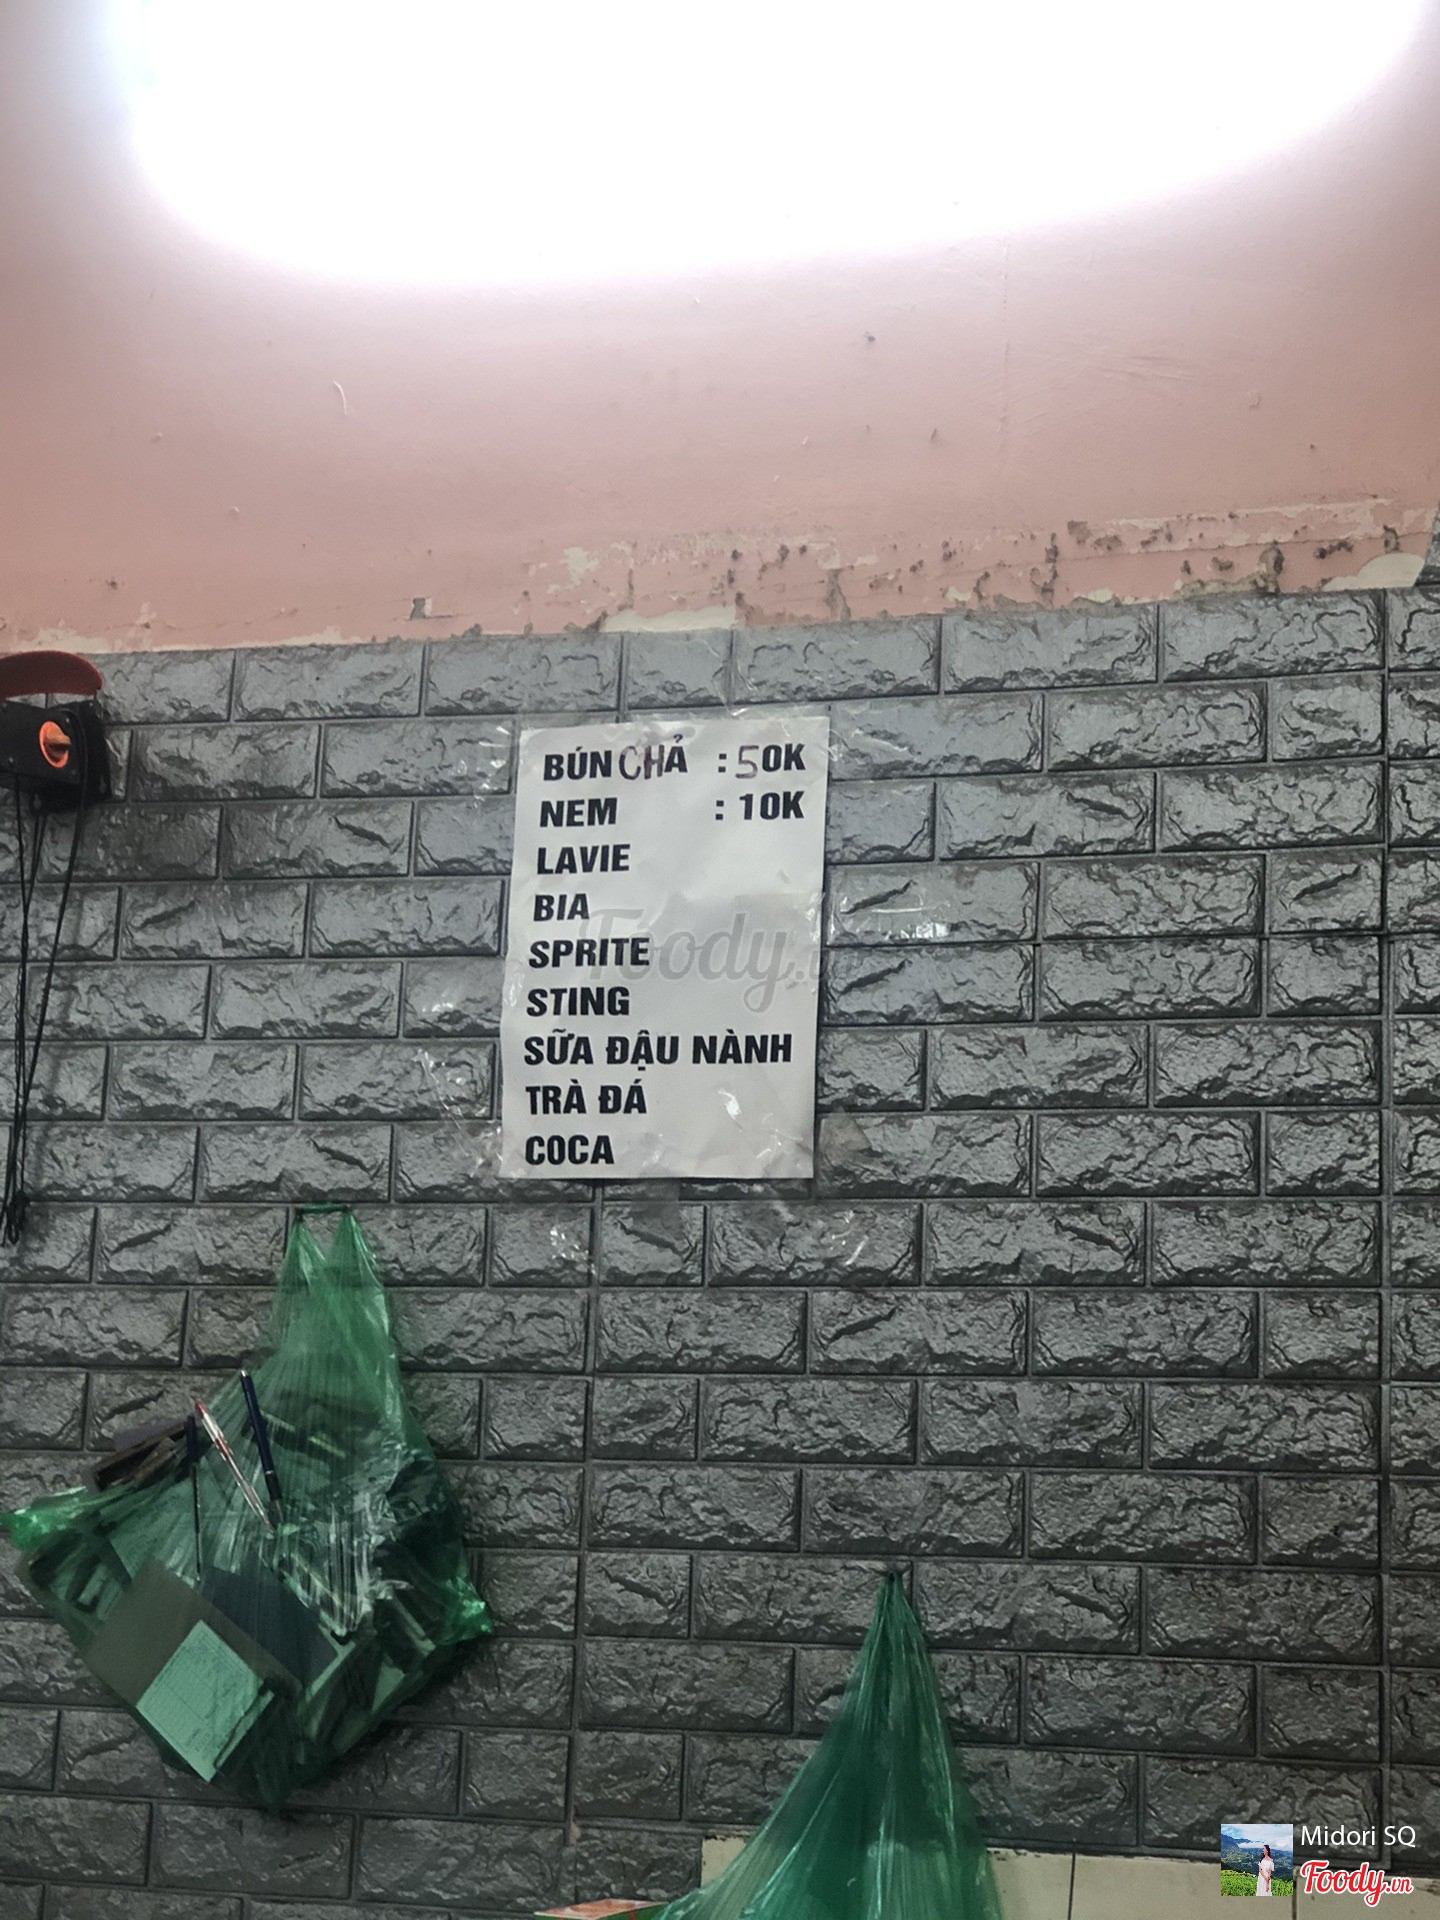 BÚN CHẢ : 50K
NEM : 10K
LAVIE
BIA
SPRITE
STING
SỮA ĐẬU NÀNH
TRÀ ĐÁ
COCA
Foody.vn
Midori SQ
Foody.vn